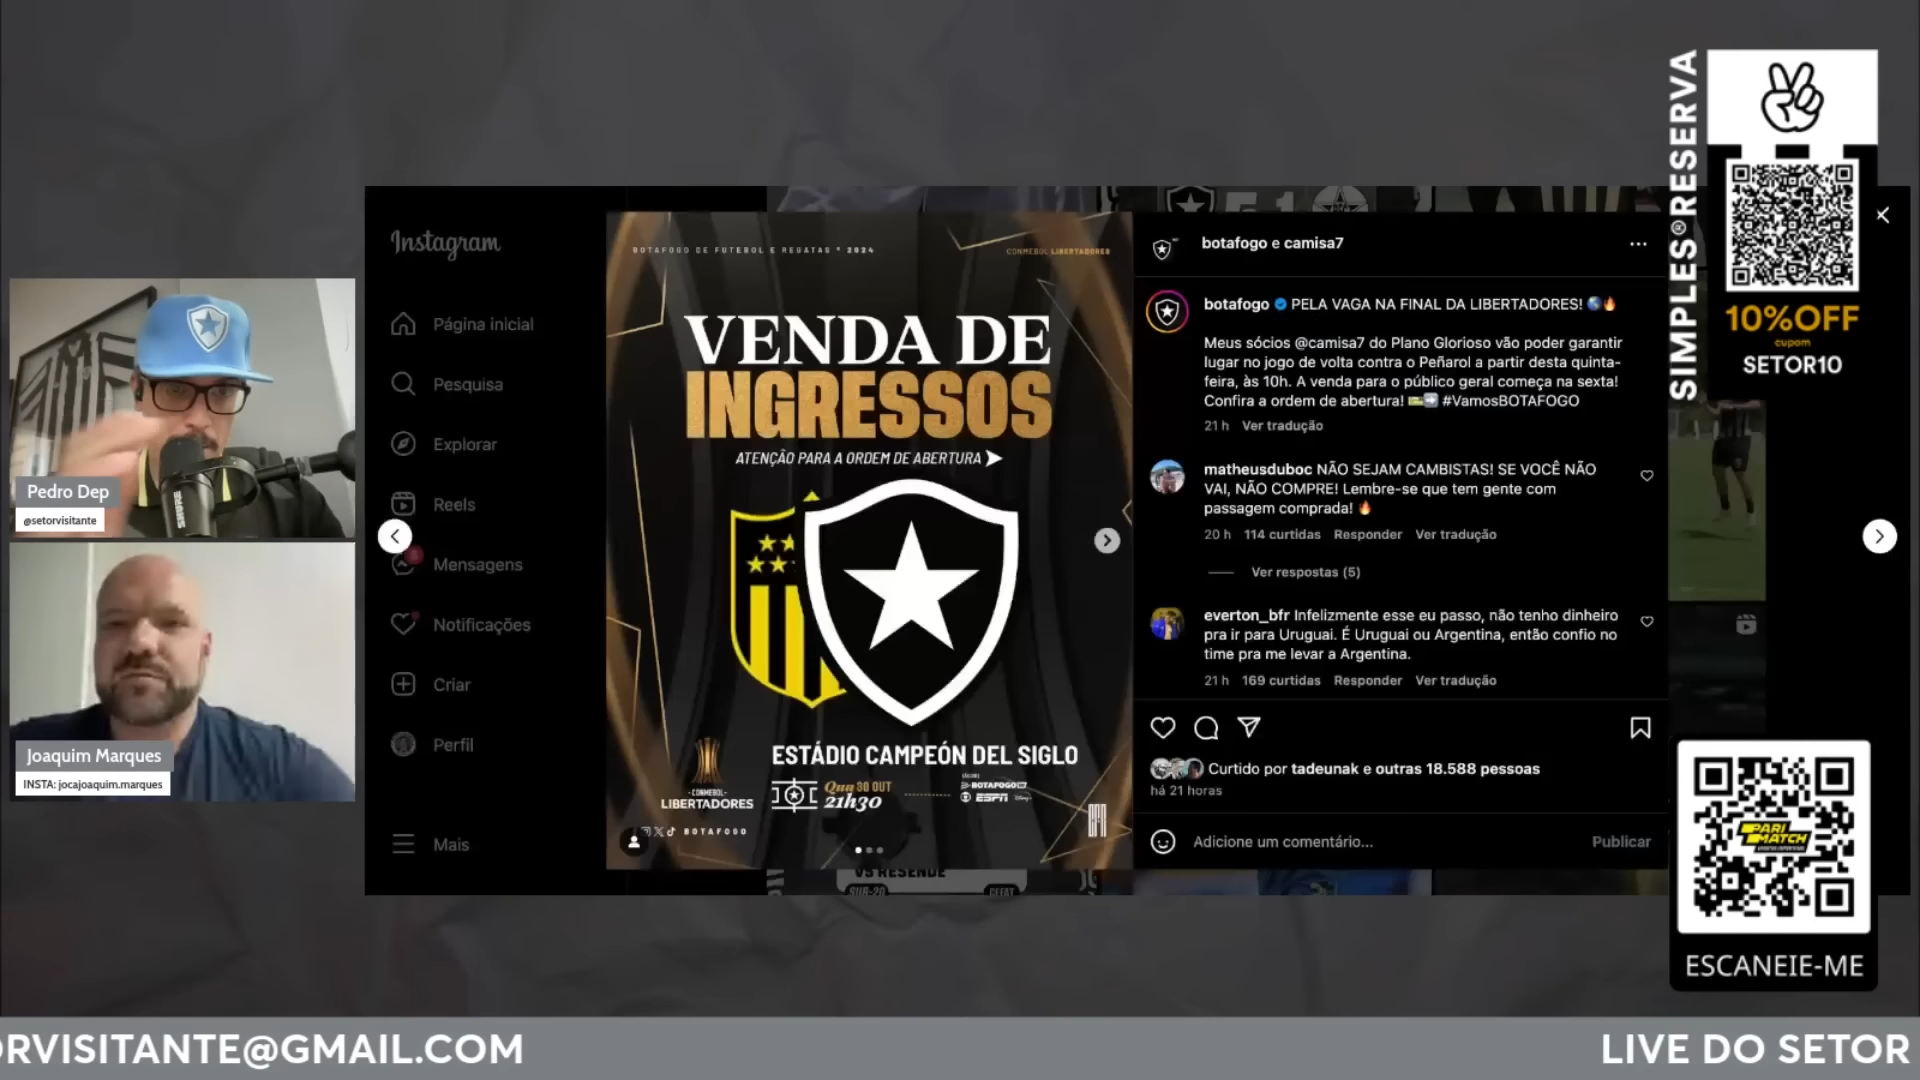 SIMPLES®RESERVA
10%OFF
cupom
SETOR10
Pedro Dep
@setorvisitante
Joaquim Marques
INSTA: jocajoaquim.marques
Instagram
Página inicial
Pesquisa
Explorar
Reels
Mensagens
Notificações
Criar
Perfil
Mais
BOTAFOGO DE FUTEBOL E REGATAS * 2024
CONMEBOL LIBERTADORES
VENDA DE
INGRESSOS
ATENÇÃO PARA A ORDEM DE ABERTURA
ESTÁDIO CAMPEÓN DEL SIGLO
CONMEBOL
LIBERTADORES
Qua 30 OUT
21h30
BOTAFOGO
ESPN
BOTAFOGO
VS RESENDE
SUB-20
botafogo e camisa7
botafogo PELA VAGA NA FINAL DA LIBERTADORES! 🌎🔥
Meus sócios @camisa7 do Plano Glorioso vão poder garantir
lugar no jogo de volta contra o Peñarol a partir desta quinta-
feira, às 10h. A venda para o público geral começa na sexta!
Confira a ordem de abertura! 🎫➡️ #VamosBOTAFOGO
21 h Ver tradução
matheusduboc NÃO SEJAM CAMBISTAS! SE VOCÊ NÃO
VAI, NÃO COMPRE! Lembre-se que tem gente com
passagem comprada! 🔥
20 h 114 curtidas Responder Ver tradução
Ver respostas (5)
everton_bfr Infelizmente esse eu passo, não tenho dinheiro
pra ir para Uruguai. É Uruguai ou Argentina, então confio no
time pra me levar a Argentina.
21 h 169 curtidas Responder Ver tradução
Curtido por tadeunak e outras 18.588 pessoas
há 21 horas
Adicione um comentário...
Publicar
PARI MATCH
ESCANEIE-ME
ORVISITANTE@GMAIL.COM
LIVE DO SETOR